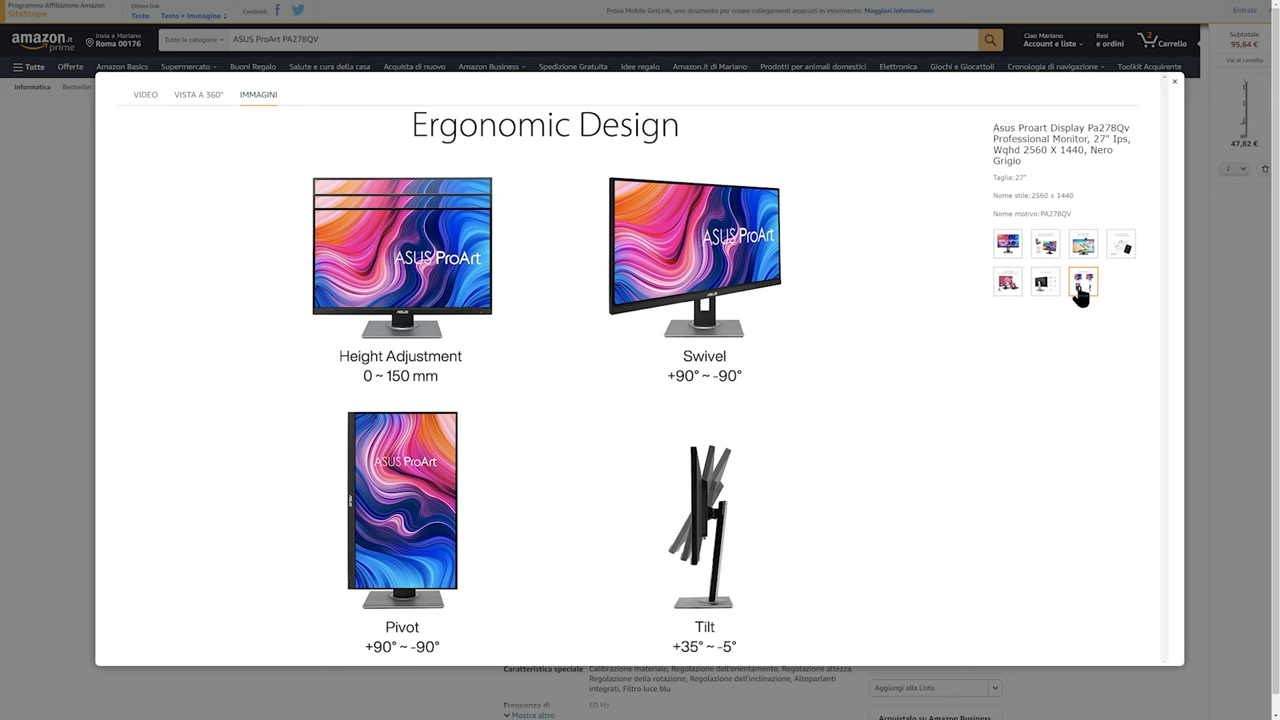 Programma Affiliazione Amazon
SiteStripe
Ottera link:
Testo
Testo + Immagine
Condividi:
Prova Mobile GetLink, uno strumento per creare collegamenti associati in movimento. Maggiori informazioni
Entrate
amazon.it
prime
Invia a Mariano
Roma 00176
Tutte le categorie
ASUS ProArt PA278QV
Ciao Mariano
Account e liste
Resi
e ordini
2
Carrello
Subtotale
95,64 €
Vai al carrello
Tutte
Offerte
Amazon Basics
Supermercato
Buoni Regalo
Salute e cura della casa
Acquista di nuovo
Amazon Business
Spedizione Gratuita
Idee regalo
Amazon.it di Mariano
Prodotti per animali domestici
Elettronica
Giochi e Giocattoli
Cronologia di navigazione
Toolkit Acquirente
Informatica
Bestseller
VIDEO
VISTA A 360°
IMMAGINI
Ergonomic Design
ASUS ProArt
Height Adjustment
0 ~ 150 mm
ASUS ProArt
Swivel
+90° ~ -90°
ASUS ProArt
Pivot
+90° ~ -90°
Tilt
+35° ~ -5°
Asus Proart Display Pa278Qv
Professional Monitor, 27" Ips,
Wqhd 2560 X 1440, Nero
Grigio
Taglia:27"
Nome stile:2560 x 1440
Nome motivo:PA278QV
47,82 €
2
Caratteristica speciale
Calibrazione materiale, Regolazione dell'orientamento, Regolazione altezza,
Regolazione della rotazione, Regolazione dell'inclinazione, Altoparlanti
integrati, Filtro luce blu
Frequenza di
60 Hz
Mostra altro
Aggiungi alla Lista
Acquistalo su Amazon Business